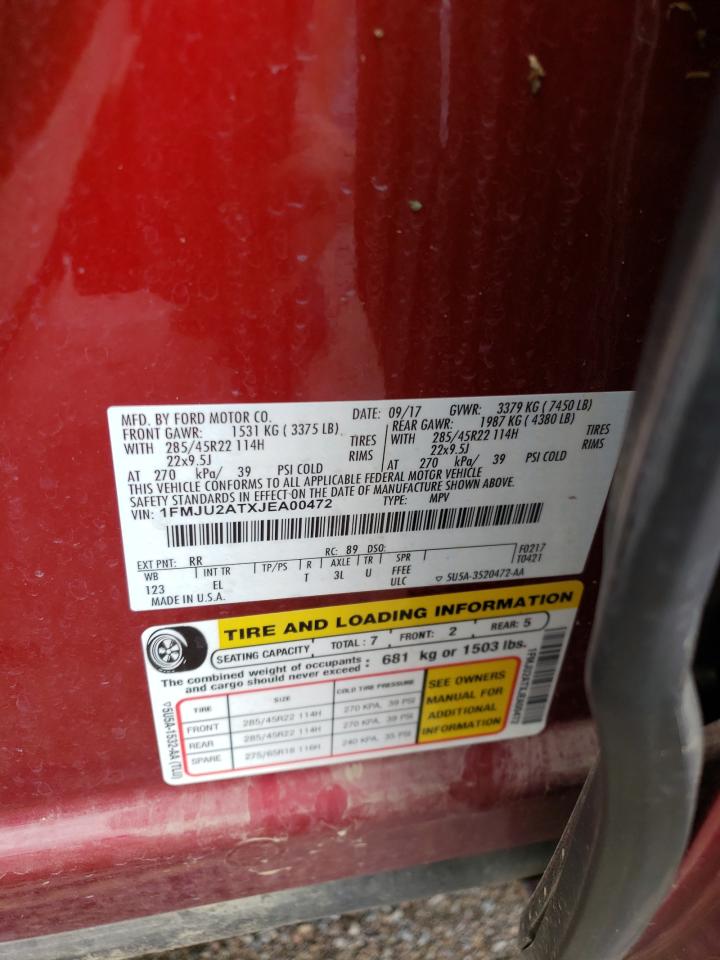 MFD. BY FORD MOTOR CO.
DATE: 09/17 GVWR: 3379 KG ( 7450 LB)
FRONT GAWR: 1531 KG ( 3375 LB) REAR GAWR: 1987 KG ( 4380 LB)
WITH 285/45R22 114H TIRES WITH 285/45R22 114H TIRES
22x9.5J RIMS 22x9.5J RIMS
AT 270 kPa/ 39 PSI COLD AT 270 kPa/ 39 PSI COLD
THIS VEHICLE CONFORMS TO ALL APPLICABLE FEDERAL MOTOR VEHICLE
SAFETY STANDARDS IN EFFECT ON THE DATE OF MANUFACTURE SHOWN ABOVE.
VIN: 1FMJU2ATXJEA00472 TYPE: MPV
EXT PNT: RR RC: 89 DSO: F0217
WB INT TR TP/PS R AXLE TR SPR T0421
123 EL T 3L U FFEE
ULC 5U5A-3520472-AA
MADE IN U.S.A.
TIRE AND LOADING INFORMATION
SEATING CAPACITY TOTAL : 7 FRONT: 2 REAR: 5
The combined weight of occupants and cargo should never exceed : 681 kg or 1503 lbs.
TIRE SIZE COLD TIRE PRESSURE
FRONT 285/45R22 114H 270 KPA, 39 PSI
REAR 285/45R22 114H 270 KPA, 39 PSI
SPARE 275/65R18 116H 240 KPA, 35 PSI
SEE OWNERS
MANUAL FOR
ADDITIONAL
INFORMATION
5U5A-1532-AA (TLU)